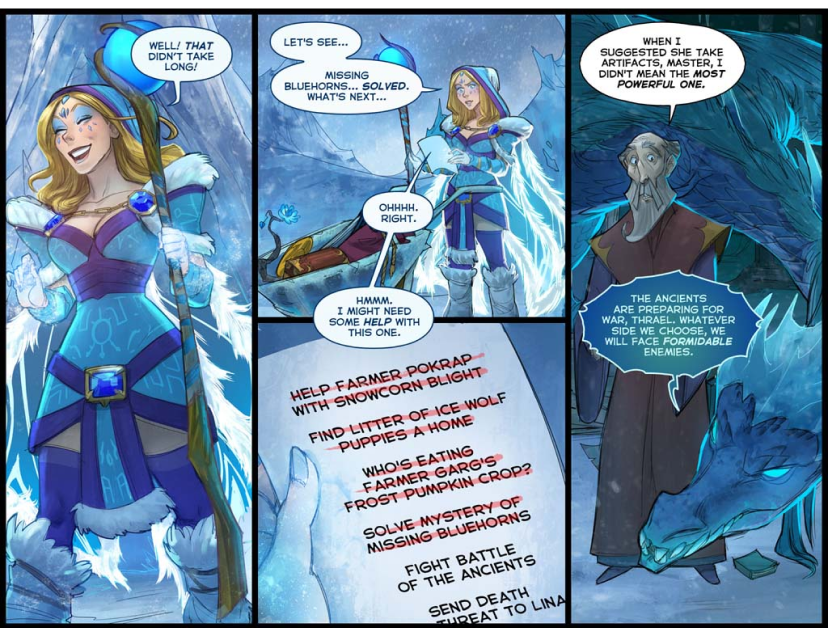 WELL! THAT
DIDN'T TAKE
LONG!
LET'S SEE...
MISSING
BLUEHORNS... SOLVED.
WHAT'S NEXT...
OHHHH.
RIGHT.
HMMM.
I MIGHT NEED
SOME HELP WITH
THIS ONE.
HELP FARMER POKRAP
WITH SNOWCORN BLIGHT
FIND LITTER OF ICE WOLF
PUPPIES A HOME
WHO'S EATING
FARMER GARG'S
FROST PUMPKIN CROP?
SOLVE MYSTERY OF
MISSING BLUEHORNS
FIGHT BATTLE
OF THE ANCIENTS
SEND DEATH
THREAT TO LINA
WHEN I
SUGGESTED SHE TAKE
ARTIFACTS, MASTER, I
DIDN'T MEAN THE MOST
POWERFUL ONE.
THE ANCIENTS
ARE PREPARING FOR
WAR, THRAEL. WHATEVER
SIDE WE CHOOSE, WE
WILL FACE FORMIDABLE
ENEMIES.